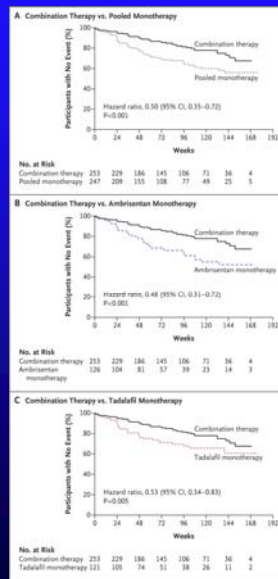 A Combination Therapy vs. Pooled Monotherapy
Participants with No Event (%)
100
80
60
40
20
0
Combination therapy
Pooled monotherapy
Hazard ratio, 0.50 (95% CI, 0.35–0.72)
P<0.001
0 24 48 72 96 120 144 168 192
Weeks
No. at Risk
Combination therapy 253 229 186 145 106 71 36 4
Pooled monotherapy 247 209 155 108 77 49 25 5
B Combination Therapy vs. Ambrisentan Monotherapy
Participants with No Event (%)
100
80
60
40
20
0
Combination therapy
Ambrisentan monotherapy
Hazard ratio, 0.48 (95% CI, 0.31–0.72)
P<0.001
0 24 48 72 96 120 144 168 192
Weeks
No. at Risk
Combination therapy 253 229 186 145 106 71 36 4
Ambrisentan 126 104 81 57 39 23 14 3
monotherapy
C Combination Therapy vs. Tadalafil Monotherapy
Participants with No Event (%)
100
80
60
40
20
0
Combination therapy
Tadalafil monotherapy
Hazard ratio, 0.53 (95% CI, 0.34–0.83)
P=0.005
0 24 48 72 96 120 144 168 192
Weeks
No. at Risk
Combination therapy 253 229 186 145 106 71 36 4
Tadalafil monotherapy 121 105 74 51 38 26 11 2